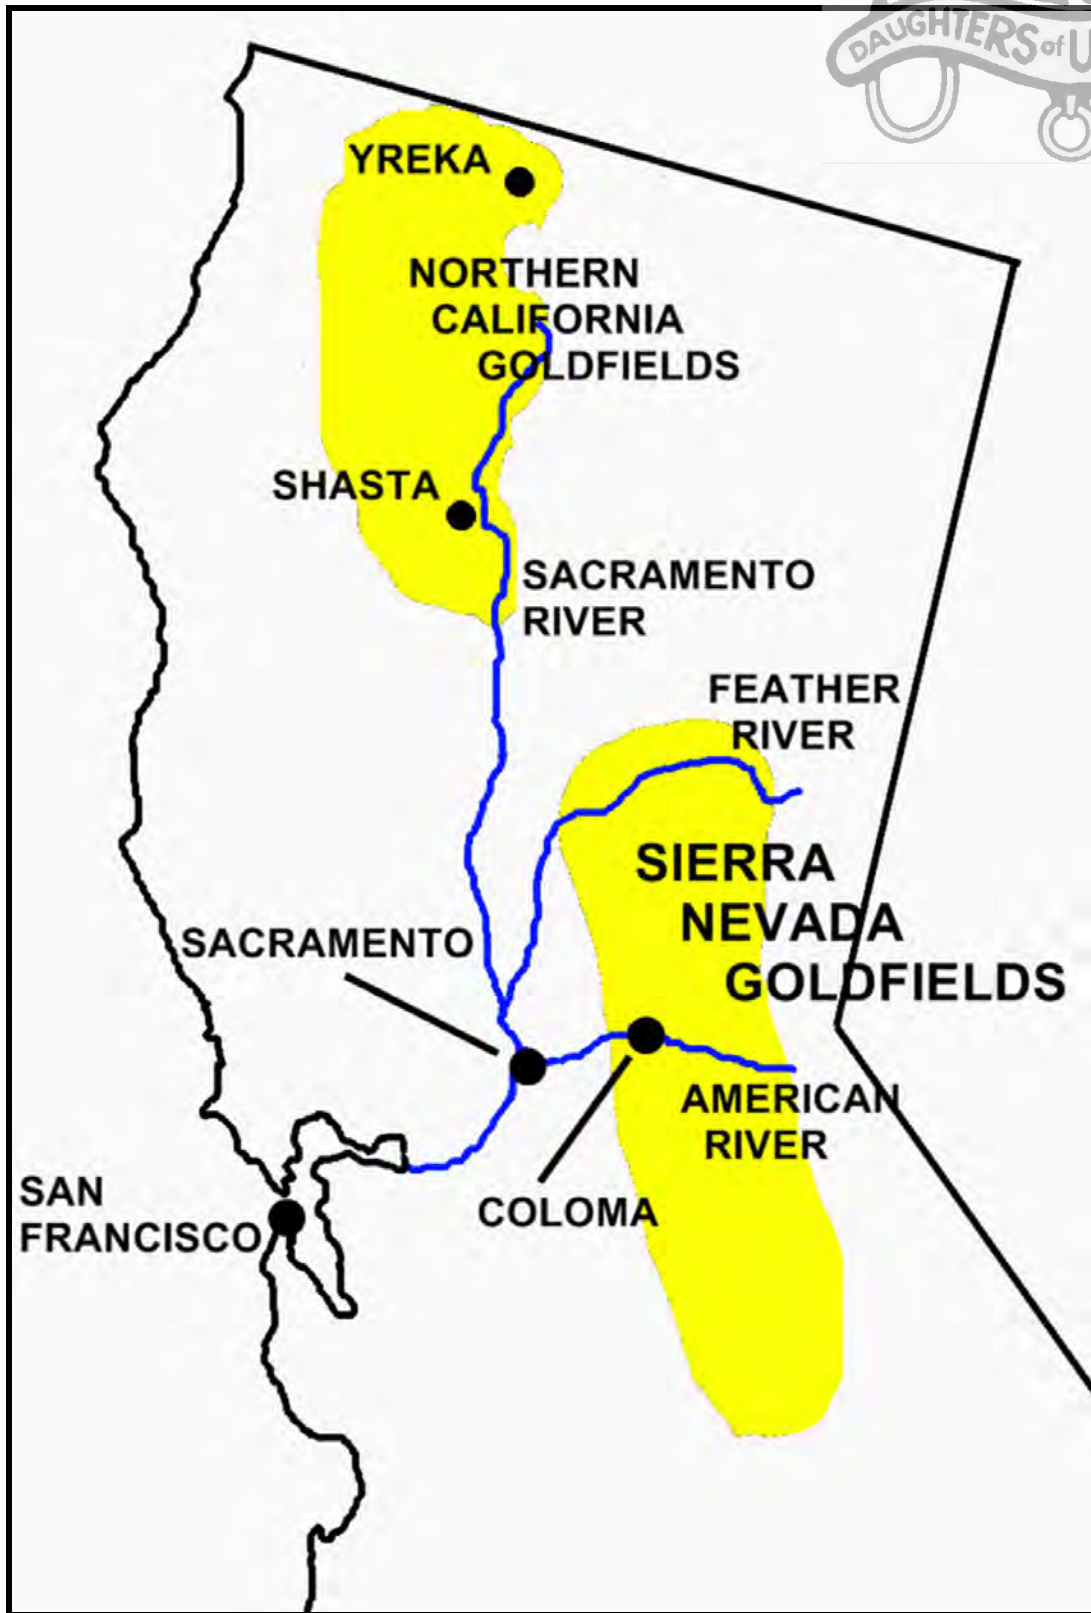 DAUGHTERS of
YREKA
NORTHERN
CALIFORNIA
GOLDFIELDS
SHASTA
SACRAMENTO
RIVER
FEATHER
RIVER
SIERRA
NEVADA
GOLDFIELDS
SACRAMENTO
AMERICAN
RIVER
SAN
FRANCISCO
COLOMA